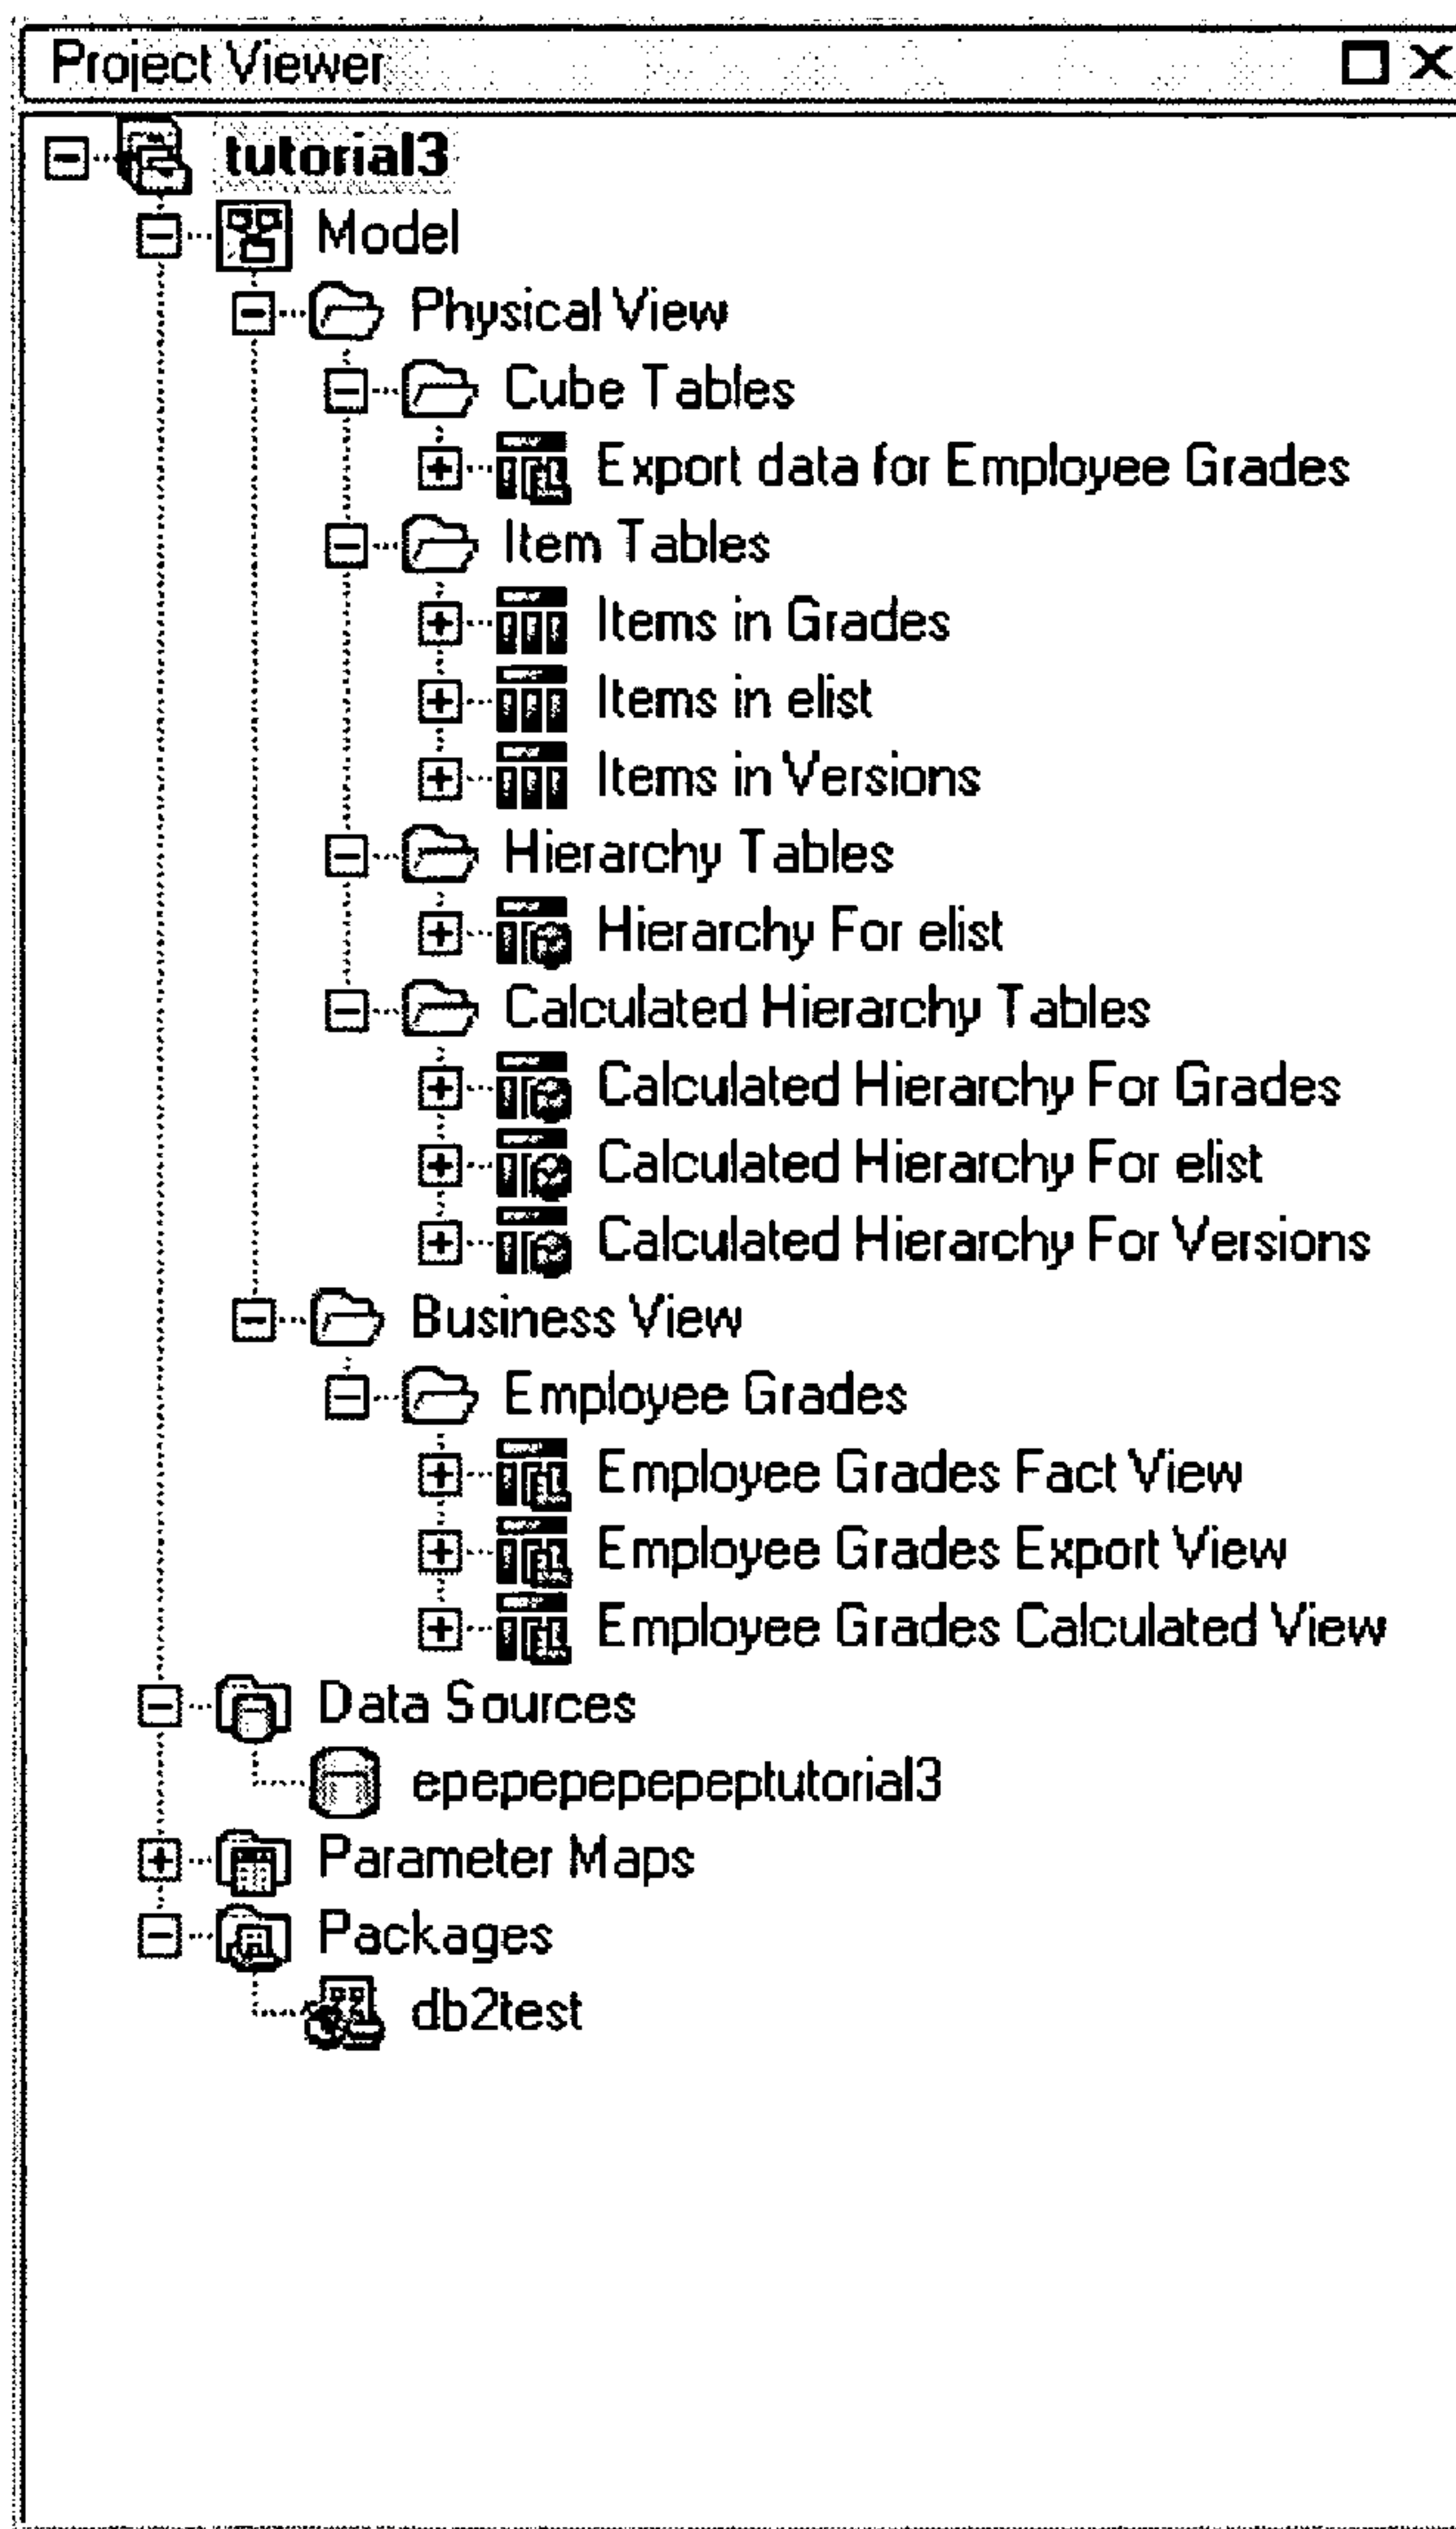 Project Viewer
tutorial3
Model
Physical View
Cube Tables
Export data for Employee Grades
Item Tables
Items in Grades
Items in elist
Items in Versions
Hierarchy Tables
Hierarchy For elist
Calculated Hierarchy Tables
Calculated Hierarchy For Grades
Calculated Hierarchy For elist
Calculated Hierarchy For Versions
Business View
Employee Grades
Employee Grades Fact View
Employee Grades Export View
Employee Grades Calculated View
Data Sources
epepepepepeptutorial3
Parameter Maps
Packages
db2test